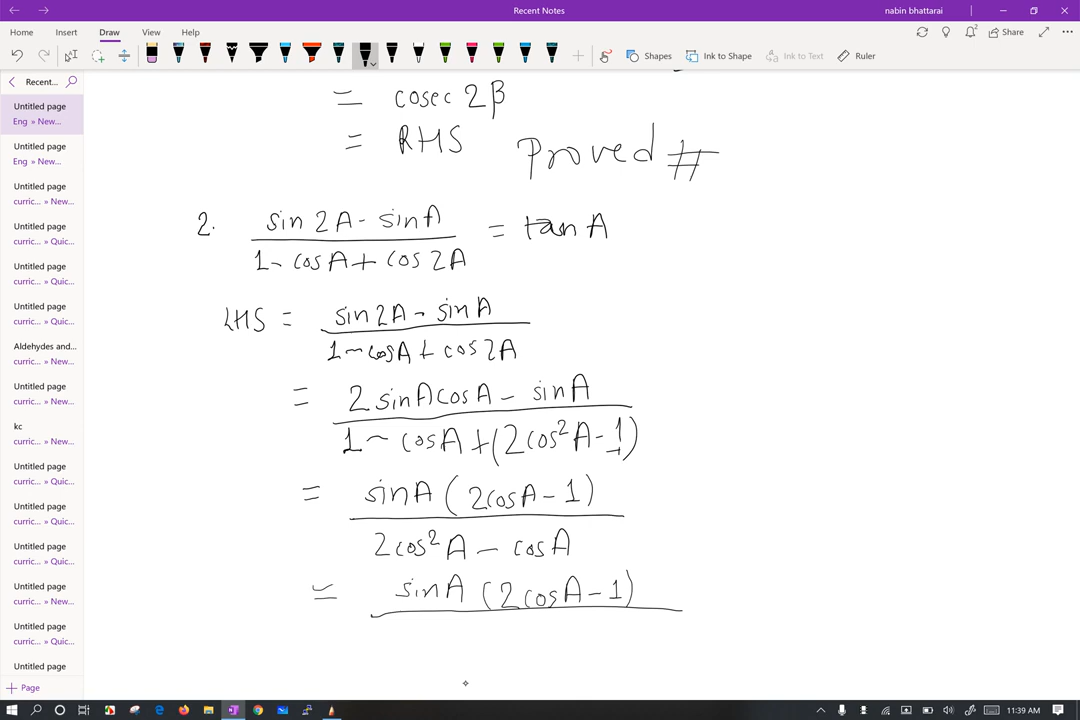 Recent Notes
nabin bhattarai
Home Insert Draw View Help
Share
Shapes Ink to Shape Ink to Text Ruler
Recent...
Untitled page
Eng » New...
Untitled page
Eng » New...
Untitled page
curric... » New...
Untitled page
curric... » Quic...
Untitled page
curric... » Quic...
Untitled page
curric... » Quic...
Aldehydes and...
curric... » New...
Untitled page
curric... » New...
kc
curric... » New...
Untitled page
curric... » Quic...
Untitled page
curric... » Quic...
Untitled page
curric... » Quic...
Untitled page
curric... » New...
Untitled page
curric... » Quic...
Untitled page
+ Page
= cosec 2β
= RHS Proved #
2. sin 2A - sin A
= tan A
1 - cosA + cos 2A
LHS = sin 2A - sin A
1 - cosA + cos 2A
= 2 sinA cosA - sin A
1 - cosA + (2cos²A - 1)
= sinA (2cosA - 1)
2cos²A - cosA
= sinA (2cosA - 1)
11:39 AM